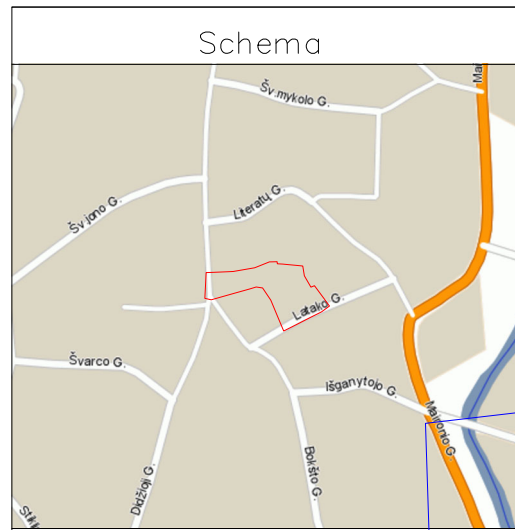 Schema
Šv.mykolo G.
Literatų G.
Šv.jono G.
Latako G.
Švarco G.
Išganytojo G.
Maironio G.
Bokšto G.
Didžioji G.